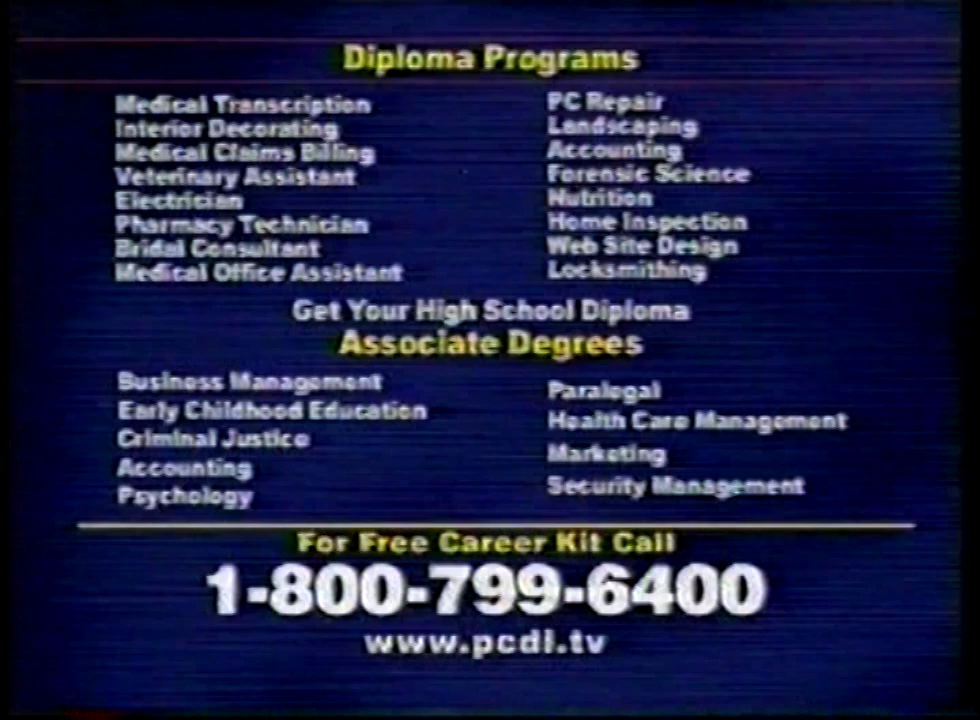 Diploma Programs
Medical Transcription
Interior Decorating
Medical Claims Billing
Veterinary Assistant
Electrician
Pharmacy Technician
Bridal Consultant
Medical Office Assistant
PC Repair
Landscaping
Accounting
Forensic Science
Nutrition
Home Inspection
Web Site Design
Locksmithing
Get Your High School Diploma
Associate Degrees
Business Management
Early Childhood Education
Criminal Justice
Accounting
Psychology
Paralegal
Health Care Management
Marketing
Security Management
For Free Career Kit Call
1-800-799-6400
www.pcdi.tv